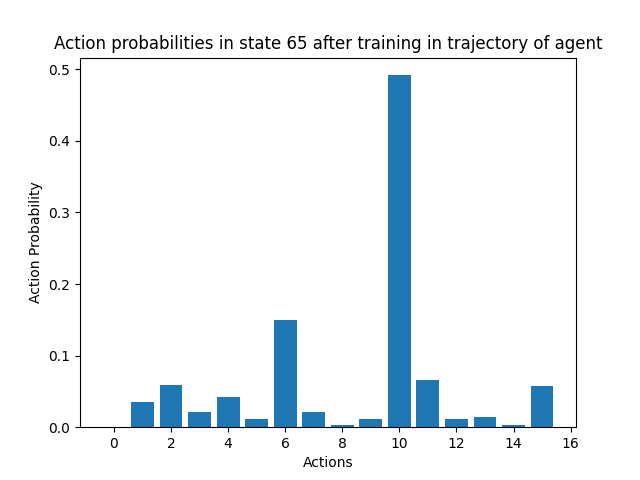 Action probabilities in state 65 after training in trajectory of agent
0.5
0.4
0.3
0.2
0.1
0.0
Action Probability
0 2 4 6 8 10 12 14 16
Actions